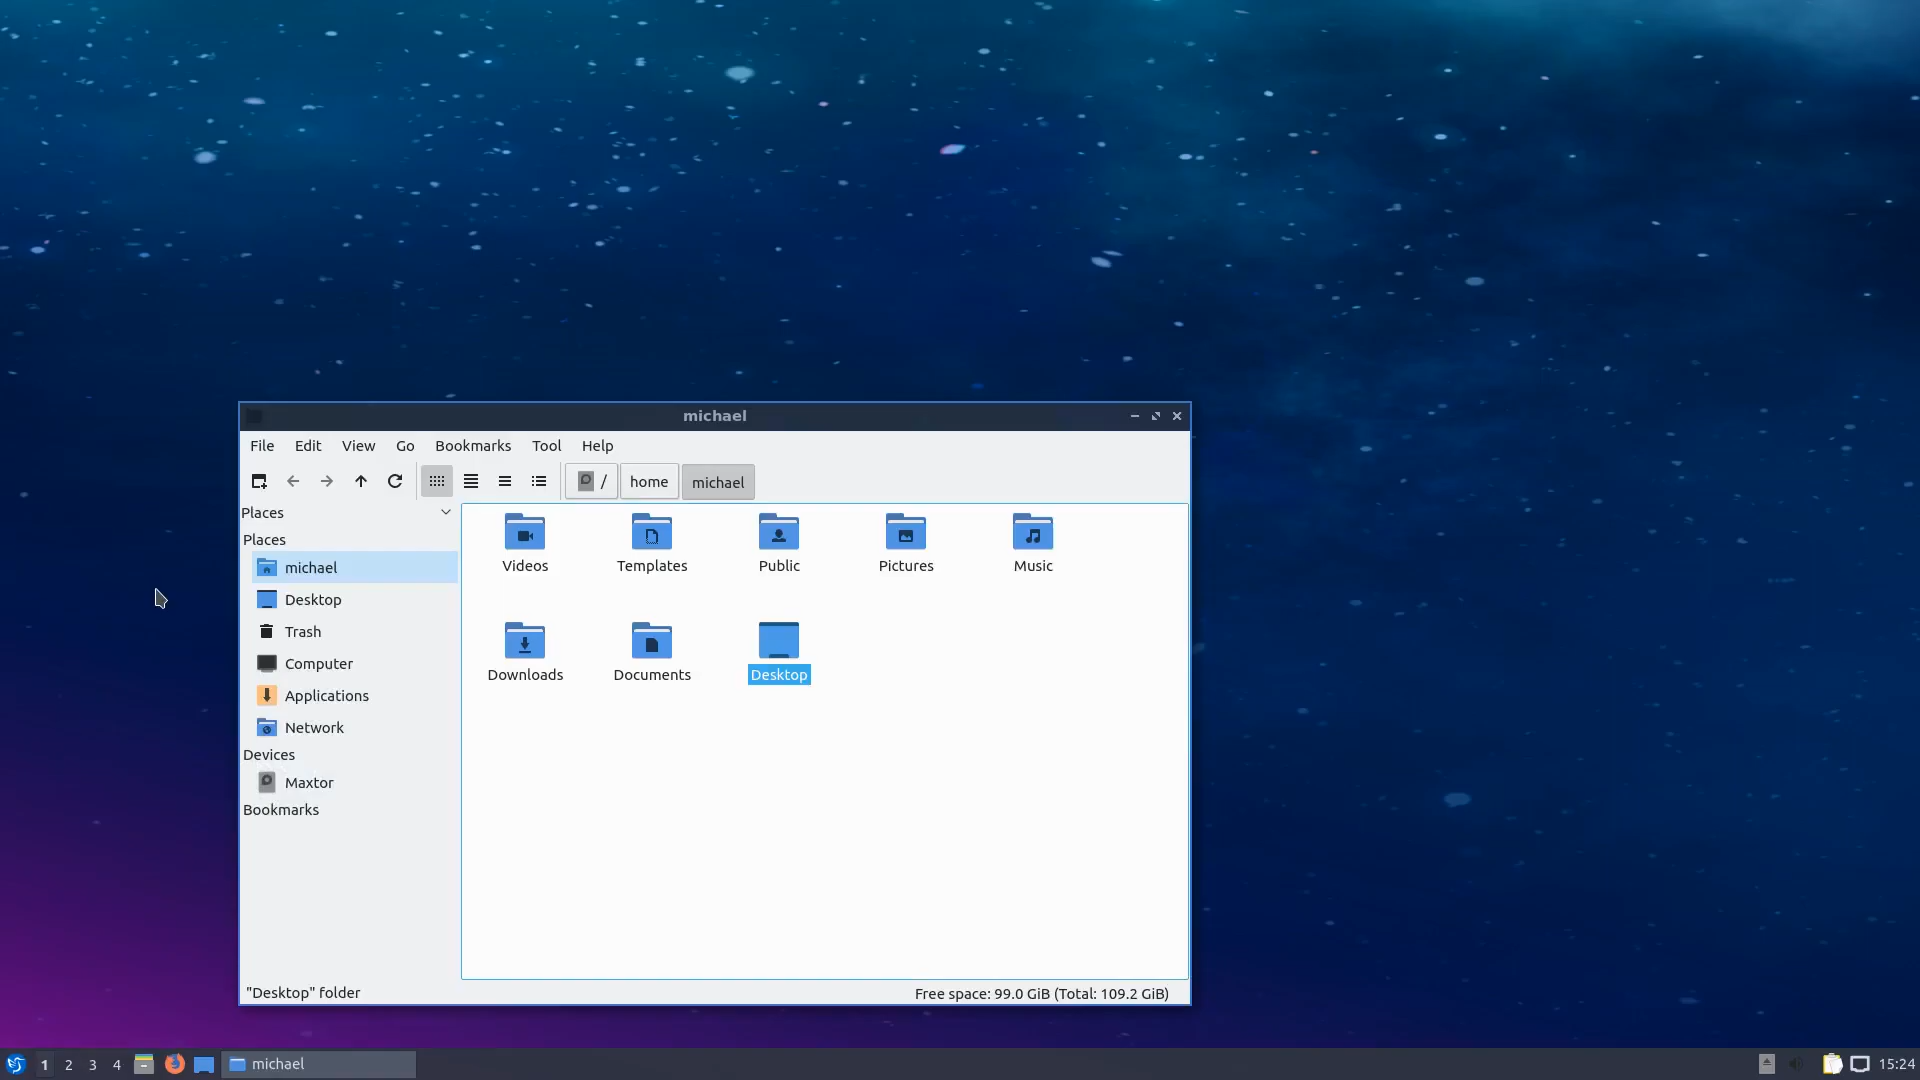 michael
File Edit View Go Bookmarks Tool Help
/ home michael
Places
Places
michael
Desktop
Trash
Computer
Applications
Network
Devices
Maxtor
Bookmarks
Videos Templates Public Pictures Music
Downloads Documents Desktop
"Desktop" folder Free space: 99.0 GiB (Total: 109.2 GiB)
1 2 3 4 michael 15:24